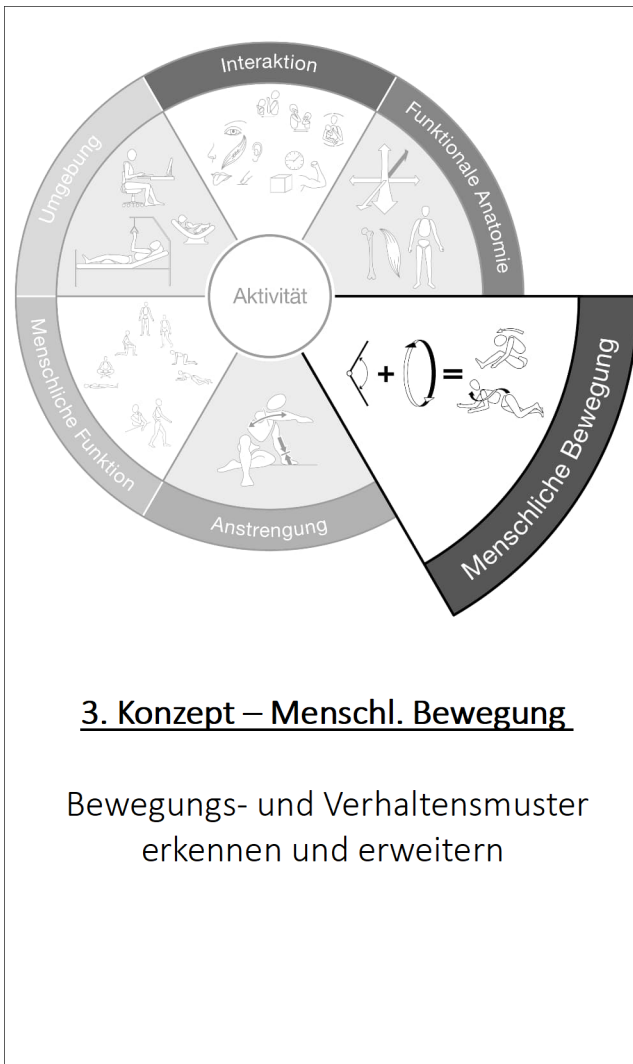 Interaktion
Funktionale Anatomie
Umgebung
Aktivität
+
=
Menschliche Bewegung
Menschliche Funktion
Anstrengung
3. Konzept – Menschl. Bewegung
Bewegungs- und Verhaltensmuster
erkennen und erweitern